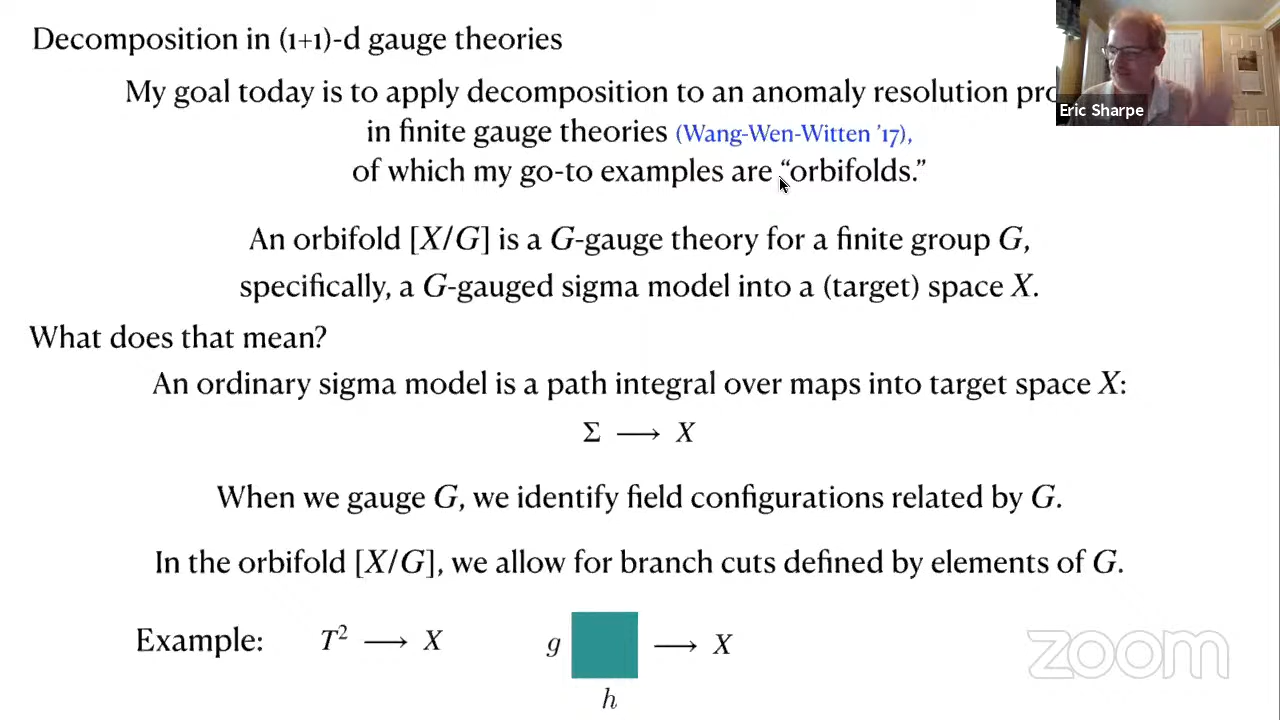 Decomposition in (1+1)-d gauge theories
My goal today is to apply decomposition to an anomaly resolution
in finite gauge theories (Wang-Wen-Witten '17),
of which my go-to examples are “orbifolds.”
Eric Sharpe
An orbifold [X/G] is a G-gauge theory for a finite group G,
specifically, a G-gauged sigma model into a (target) space X.
What does that mean?
An ordinary sigma model is a path integral over maps into target space X:
Σ ⟶ X
When we gauge G, we identify field configurations related by G.
In the orbifold [X/G], we allow for branch cuts defined by elements of G.
Example: T² ⟶ X g ⟶ X
h
zoom